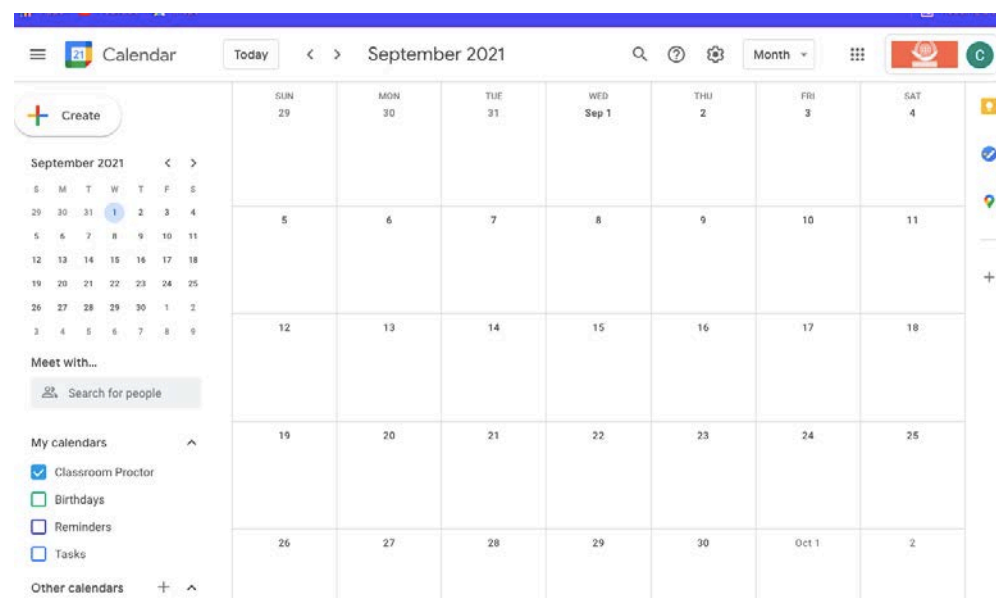 21 Calendar Today September 2021 Month C
Create
SUN MON TUE WED THU FRI SAT
29 30 31 Sep 1 2 3 4
September 2021
S M T W T F S
29 30 31 1 2 3 4
5 6 7 8 9 10 11
12 13 14 15 16 17 18
19 20 21 22 23 24 25
26 27 28 29 30 1 2
3 4 5 6 7 8 9
Meet with...
Search for people
My calendars
Classroom Proctor
Birthdays
Reminders
Tasks
Other calendars
5 6 7 8 9 10 11
12 13 14 15 16 17 18
19 20 21 22 23 24 25
26 27 28 29 30 Oct 1 2